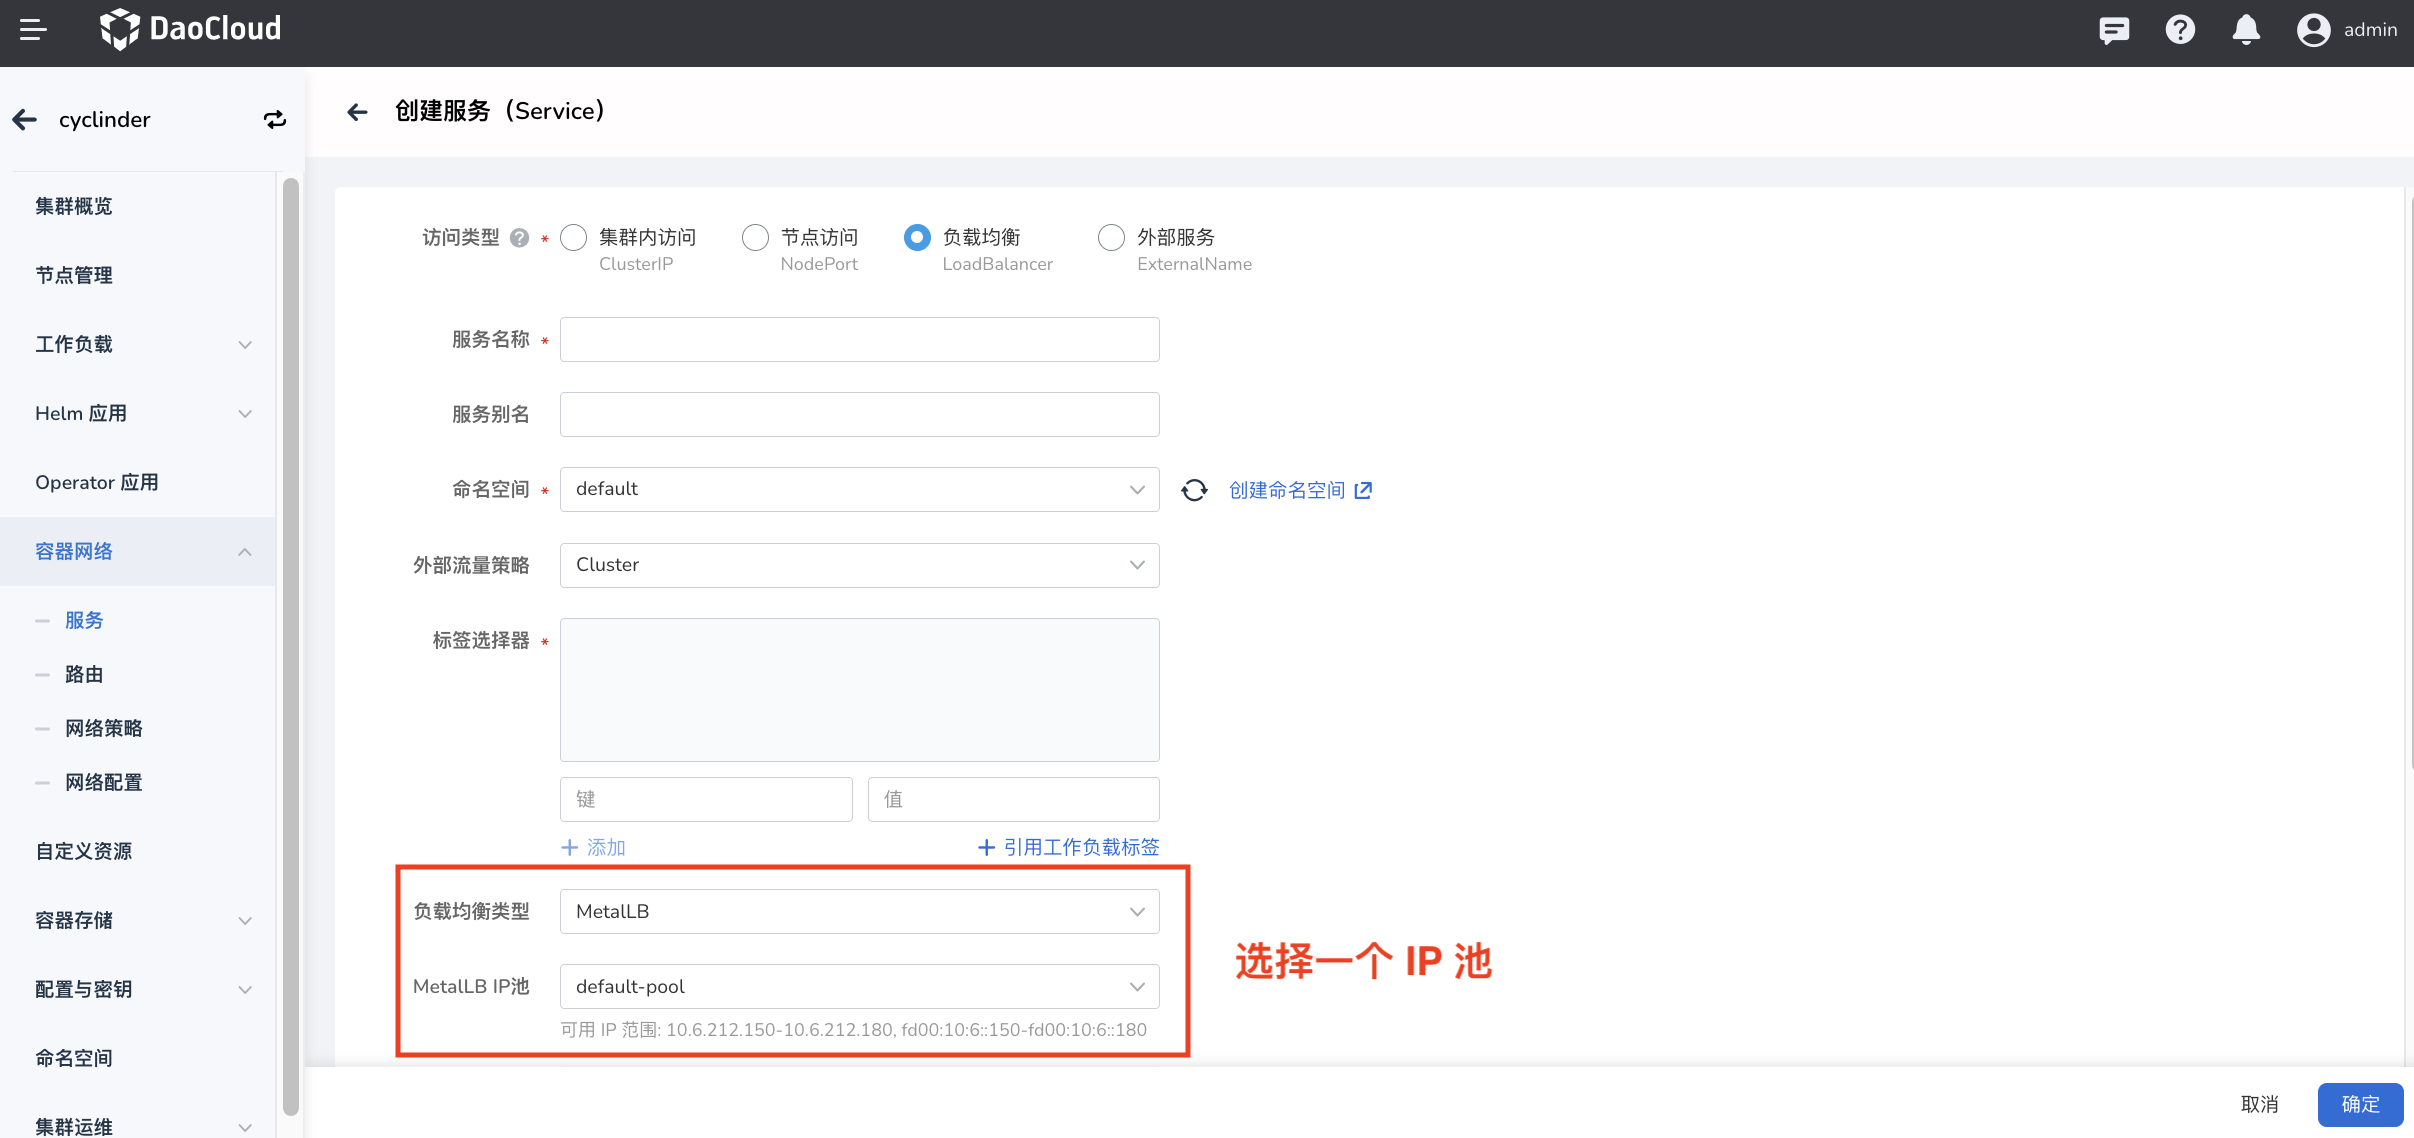 DaoCloud
admin
cyclinder
集群概览
节点管理
工作负载
Helm 应用
Operator 应用
容器网络
服务
路由
网络策略
网络配置
自定义资源
容器存储
配置与密钥
命名空间
集群运维
创建服务（Service）
访问类型 ? *
集群内访问
ClusterIP
节点访问
NodePort
负载均衡
LoadBalancer
外部服务
ExternalName
服务名称 *
服务别名
命名空间 * default 创建命名空间
外部流量策略 Cluster
标签选择器 *
键 值
+ 添加 + 引用工作负载标签
负载均衡类型 MetalLB
MetalLB IP池 default-pool
可用 IP 范围: 10.6.212.150-10.6.212.180, fd00:10:6::150-fd00:10:6::180
选择一个 IP 池
取消 确定